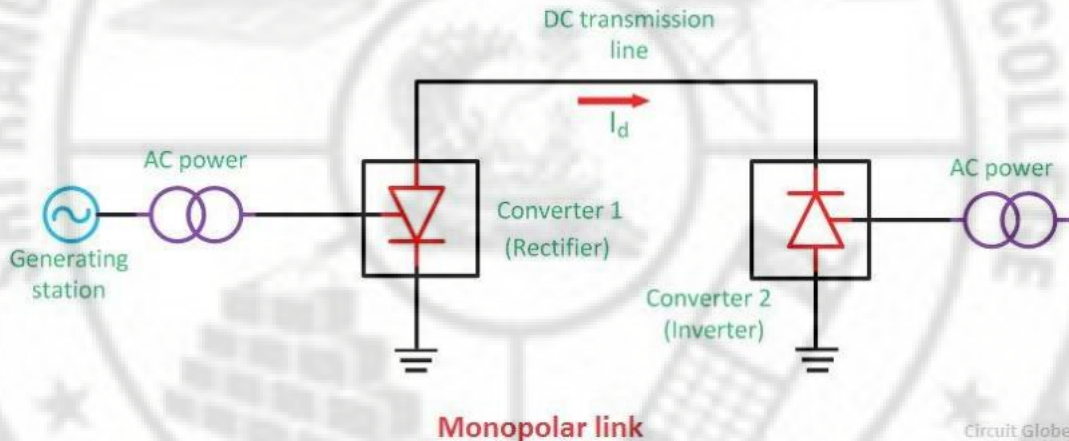 DC transmission
line
I_d
AC power
AC power
Converter 1
(Rectifier)
Generating
station
Converter 2
(Inverter)
Monopolar link
Circuit Globe
COLLE